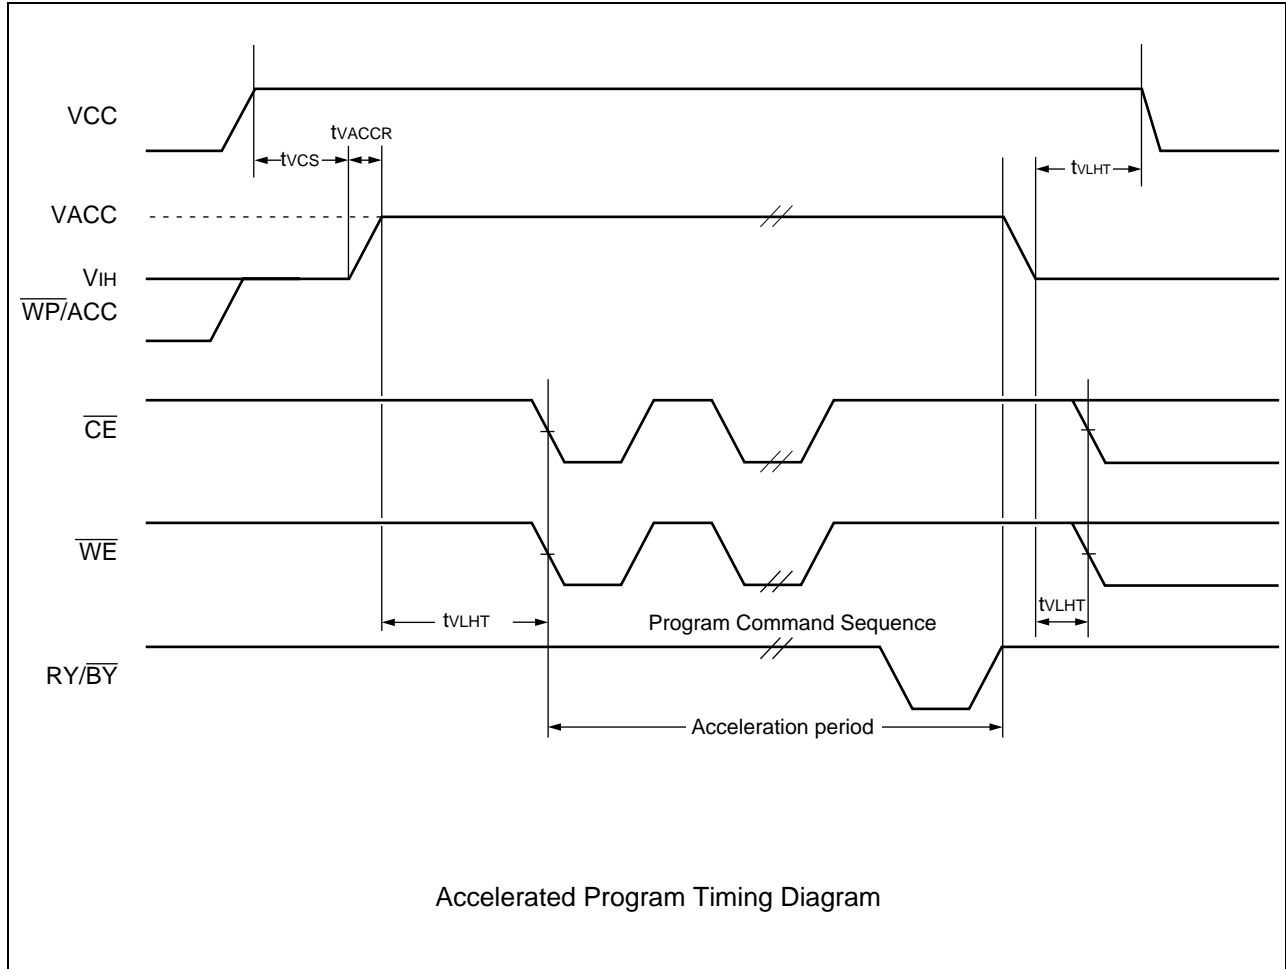 VCC
tVACCR
tVCS
tVLHT
VACC
VIH
WP/ACC
CE
WE
tVLHT
Program Command Sequence
tVLHT
RY/BY
Acceleration period
Accelerated Program Timing Diagram